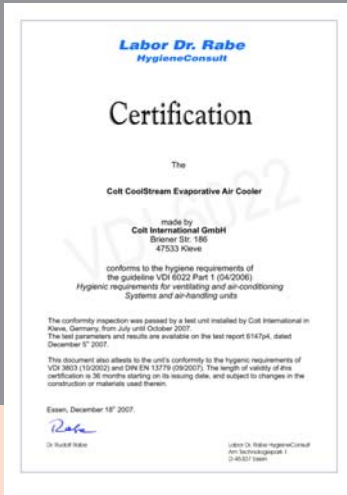 Labor Dr. Rabe
HygieneConsult
Certification
The
Colt CoolStream Evaporative Air Cooler
made by
Colt International GmbH
Briener Str. 186
47533 Kleve
VDI 6022
conforms to the hygiene requirements of
the guideline VDI 6022 Part 1 (04/2006)
Hygienic requirements for ventilating and air-conditioning
Systems and air-handling units
The conformity inspection was passed by a test unit installed by Colt International in
Kleve, Germany, from July until October 2007.
The test parameters and results are available on the test report 6147p4, dated
December 5" 2007.
This document also attests to the unit's conformity to the hygenic requirements of
VDI 3803 (10/2002) and DIN EN 13779 (09/2007). The length of validity of this
certification is 36 months starting on its issuing date, and subject to changes in the
construction or materials used therein.
Essen, December 18" 2007.
Rabe
Dr. Rudolf Rabe
Labor Dr. Rabe HygieneConsult
Am Technologiepark 1
D-45307 Essen